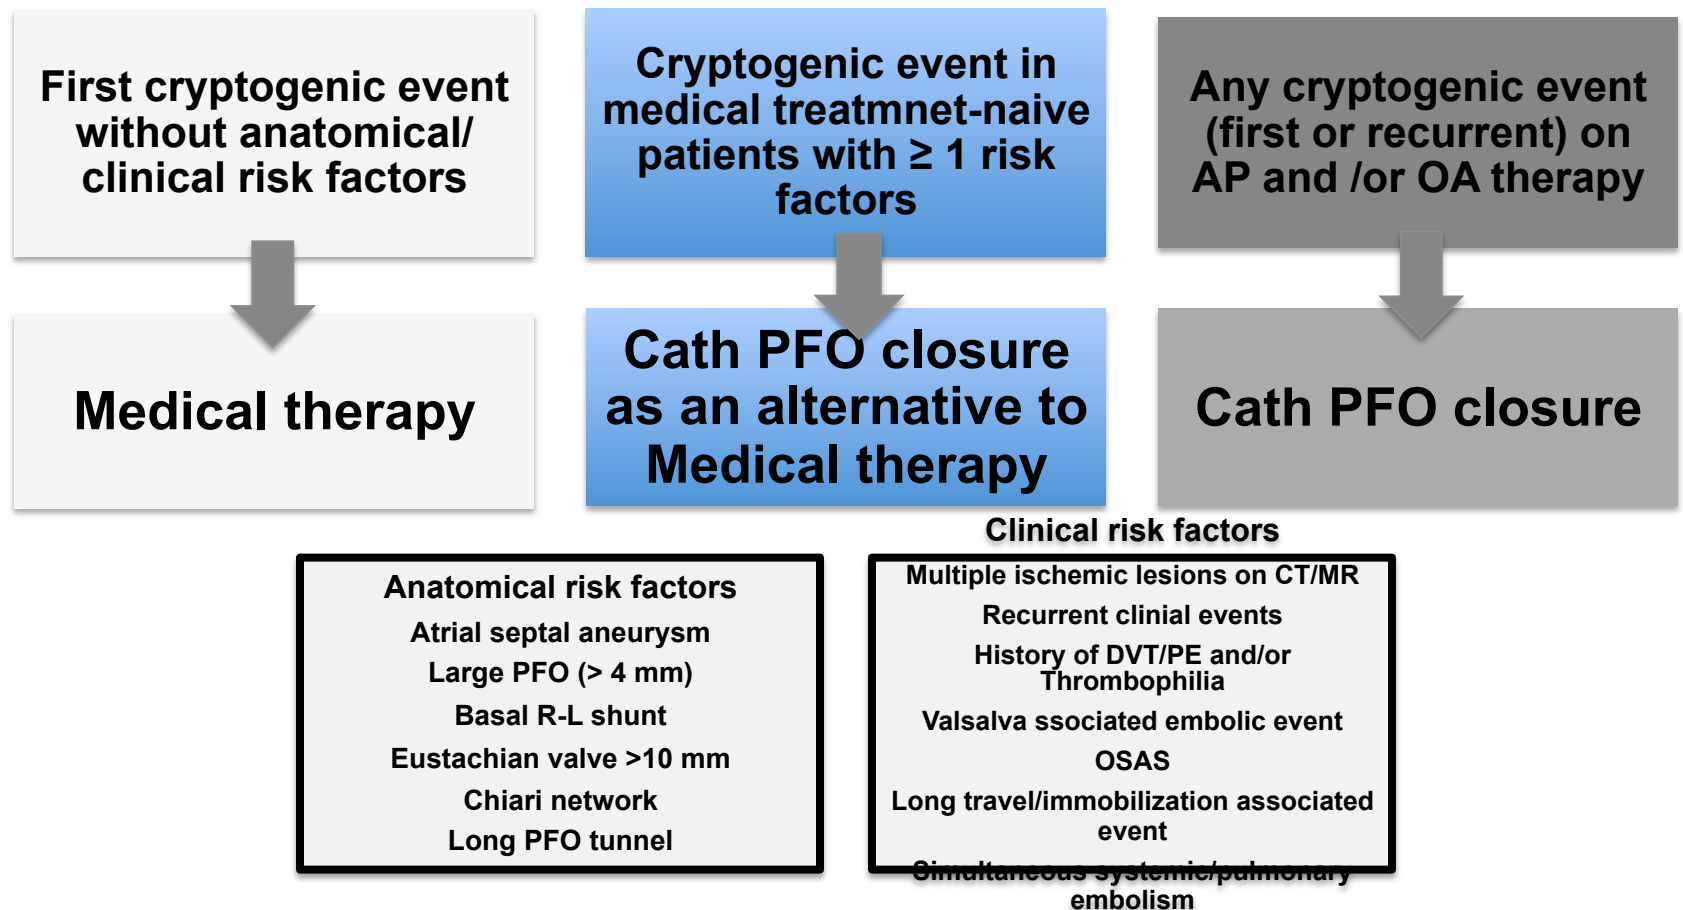 First cryptogenic event
without anatomical/
clinical risk factors
Cryptogenic event in
medical treatmnet-naive
patients with ≥ 1 risk
factors
Any cryptogenic event
(first or recurrent) on
AP and /or OA therapy
Medical therapy
Cath PFO closure
as an alternative to
Medical therapy
Cath PFO closure
Anatomical risk factors
Atrial septal aneurysm
Large PFO (> 4 mm)
Basal R-L shunt
Eustachian valve >10 mm
Chiari network
Long PFO tunnel
Clinical risk factors
Multiple ischemic lesions on CT/MR
Recurrent clinial events
History of DVT/PE and/or
Thrombophilia
Valsalva ssociated embolic event
OSAS
Long travel/immobilization associated
event
Simultaneous systemic/pulmonary
embolism